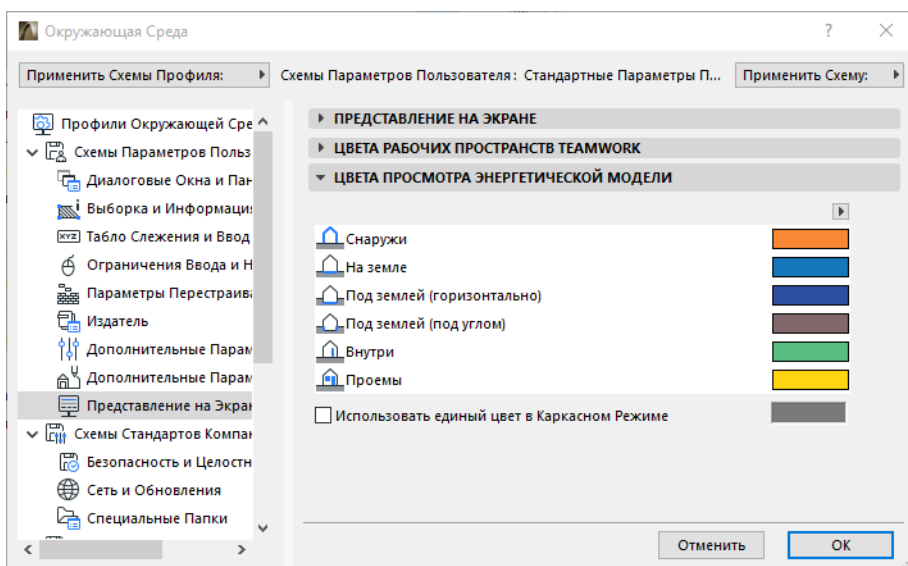 Окружающая Среда
?
Применить Схемы Профиля:
Схемы Параметров Пользователя: Стандартные Параметры П...
Применить Схему:
Профили Окружающей Сре
Схемы Параметров Польз
Диалоговые Окна и Пан
Выборка и Информаци
Табло Слежения и Ввод
Ограничения Ввода и Н
Параметры Перестраива
Издатель
Дополнительные Парам
Дополнительные Парам
Представление на Экран
Схемы Стандартов Компан
Безопасность и Целостн
Сеть и Обновления
Специальные Папки
ПРЕДСТАВЛЕНИЕ НА ЭКРАНЕ
ЦВЕТА РАБОЧИХ ПРОСТРАНСТВ TEAMWORK
ЦВЕТА ПРОСМОТРА ЭНЕРГЕТИЧЕСКОЙ МОДЕЛИ
Снаружи
На земле
Под землей (горизонтально)
Под землей (под углом)
Внутри
Проемы
Использовать единый цвет в Каркасном Режиме
Отменить
OK